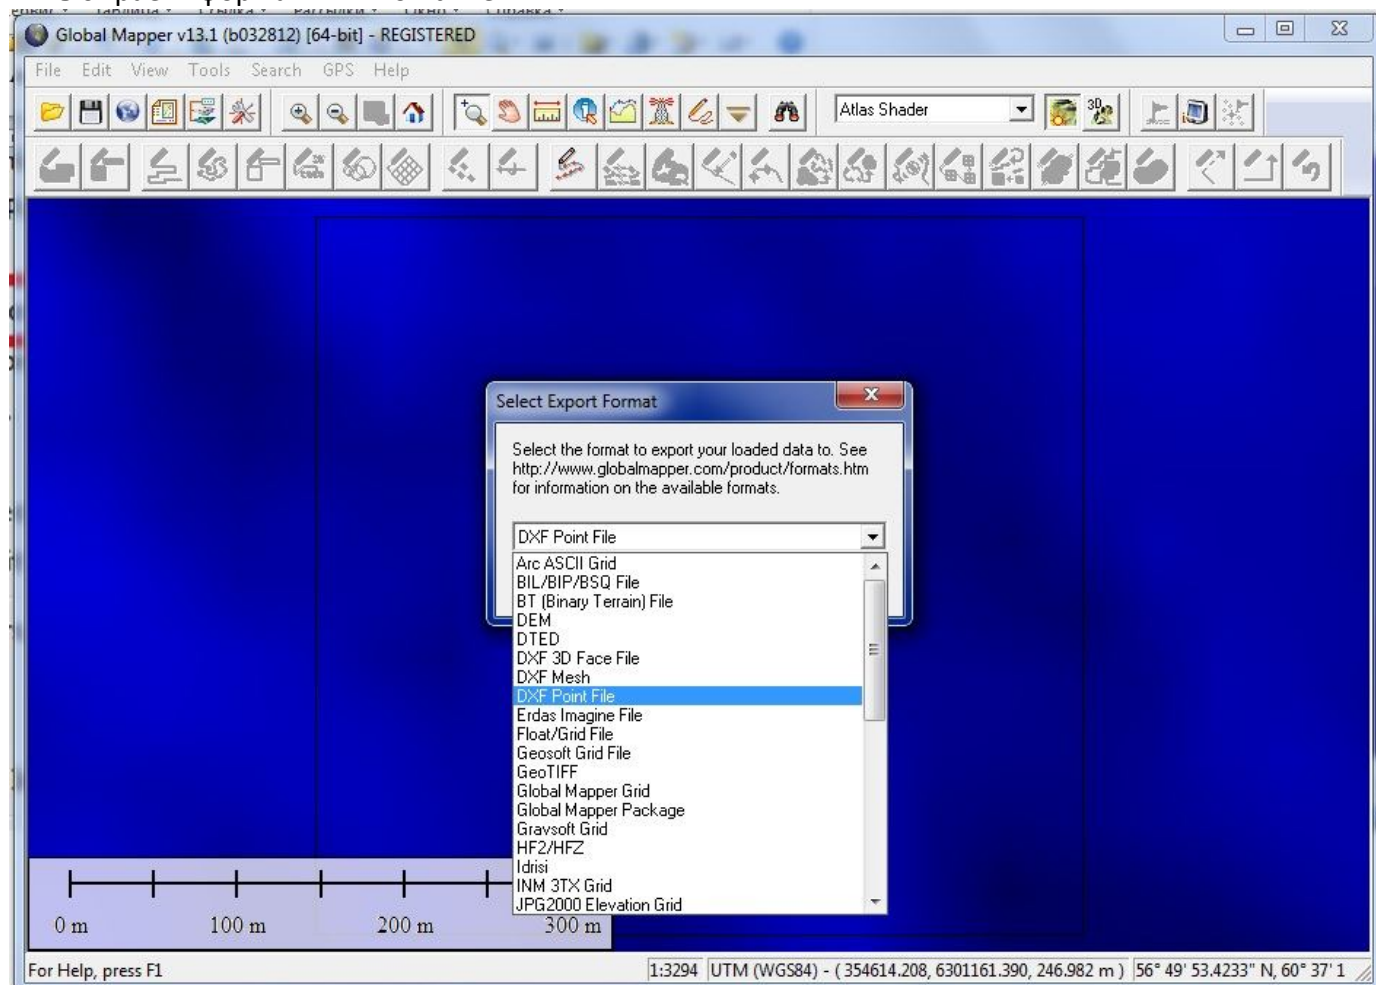 Global Mapper v13.1 (b032812) [64-bit] - REGISTERED
File Edit View Tools Search GPS Help
Atlas Shader
3D
Select Export Format
Select the format to export your loaded data to. See
http://www.globalmapper.com/product/formats.htm
for information on the available formats.
DXF Point File
Arc ASCII Grid
BIL/BIP/BSQ File
BT (Binary Terrain) File
DEM
DTED
DXF 3D Face File
DXF Mesh
DXF Point File
Erdas Imagine File
Float/Grid File
Geosoft Grid File
GeoTIFF
Global Mapper Grid
Global Mapper Package
Gravsoft Grid
HF2/HFZ
Idrisi
INM 3TX Grid
JPG2000 Elevation Grid
0 m 100 m 200 m 300 m
For Help, press F1
1:3294 UTM (WGS84) - ( 354614.208, 6301161.390, 246.982 m ) 56° 49' 53.4233" N, 60° 37' 1